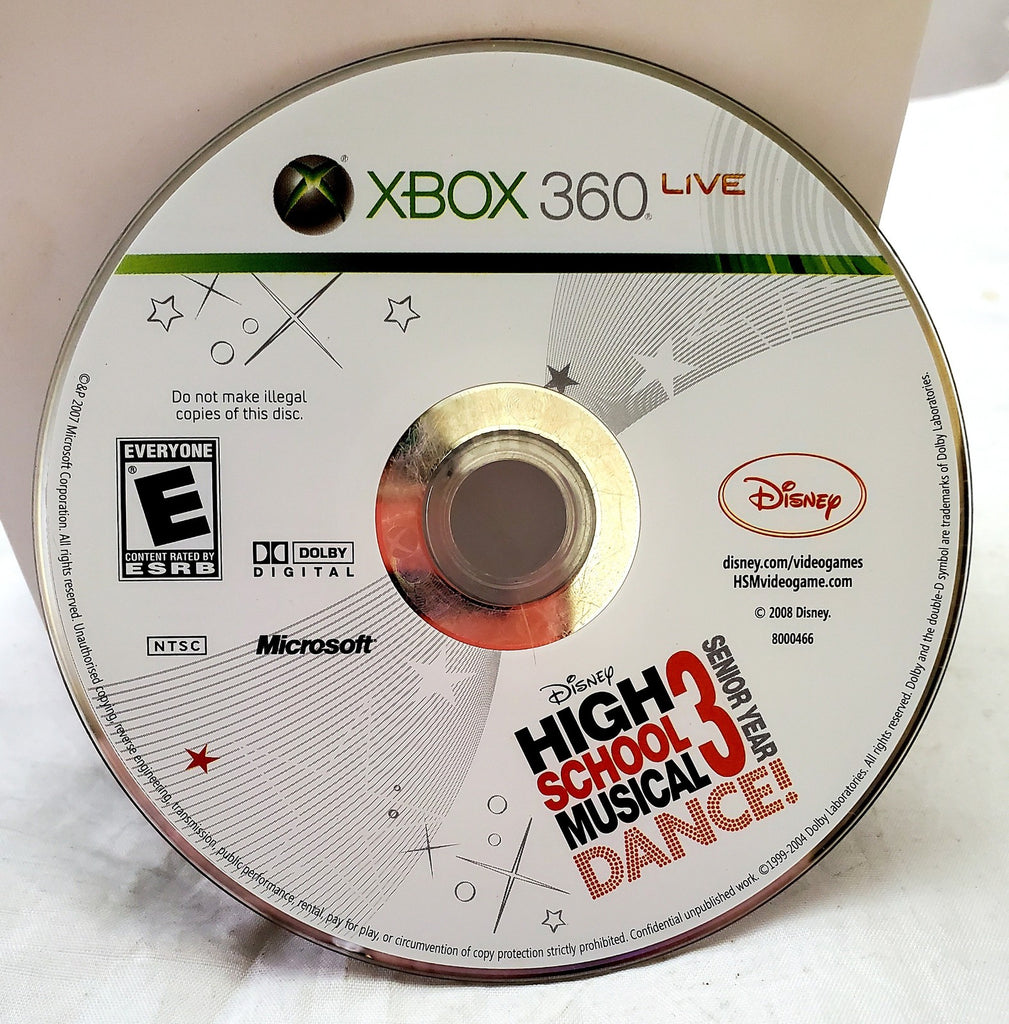 XBOX 360® LIVE
®
Do not make illegal
copies of this disc.
EVERYONE
®
E
CONTENT RATED BY
ESRB
DOLBY
DIGITAL
NTSC
Microsoft®
Disney
disney.com/videogames
HSMvideogame.com
© 2008 Disney.
8000466
Disney
HIGH
SCHOOL
MUSICAL
3
SENIOR YEAR
DANCE!
©&℗ 2007 Microsoft Corporation. All rights reserved. Unauthorised copying, reverse engineering, transmission, public performance, rental, pay for play, or circumvention of copy protection strictly prohibited. Confidential unpublished work. ©1999-2004 Dolby Laboratories. All rights reserved. Dolby and the double-D symbol are trademarks of Dolby Laboratories.